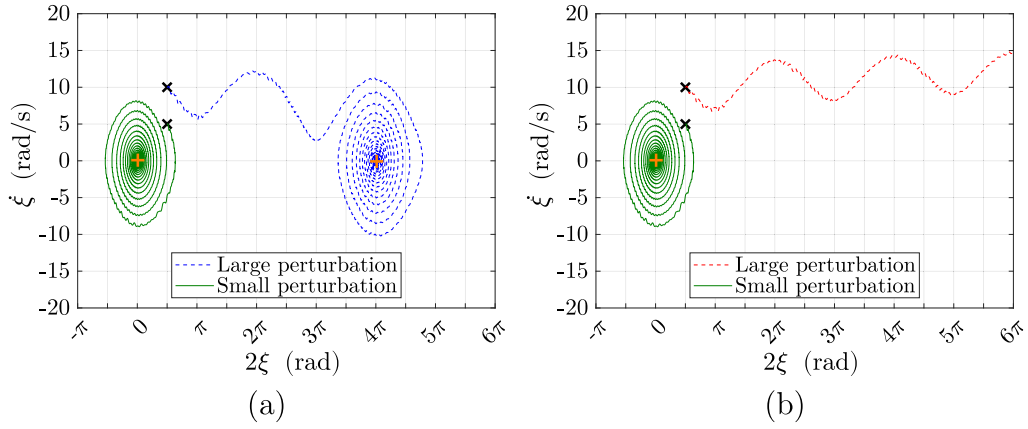 20
15
10
5
0
-5
-10
-15
-20
ξ̇ (rad/s)
Large perturbation
Small perturbation
-π 0 π 2π 3π 4π 5π 6π
2ξ (rad)
(a)
20
15
10
5
0
-5
-10
-15
-20
ξ̇ (rad/s)
Large perturbation
Small perturbation
-π 0 π 2π 3π 4π 5π 6π
2ξ (rad)
(b)